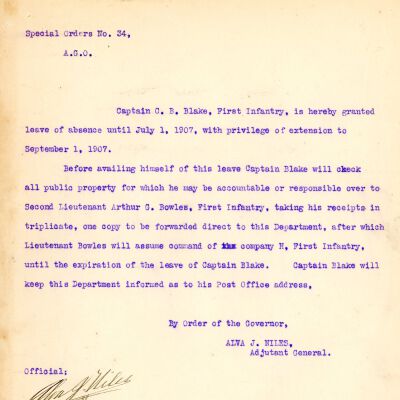 Special Orders No. 34,
A.G.O.
Captain C. B. Blake, First Infantry, is hereby granted
leave of absence until July 1, 1907, with privilege of extension to
September 1, 1907.
Before availing himself of this leave Captain Blake will check
all public property for which he may be accountable or responsible over to
Second Lieutenant Arthur G. Bowles, First Infantry, taking his receipts in
triplicate, one copy to be forwarded direct to this Department, after which
Lieutenant Bowles will assume command of company H, First Infantry,
until the expiration of the leave of Captain Blake. Captain Blake will
keep this Department informed as to his Post Office address.
By Order of the Governor,
ALVA J. NILES,
Adjutant General.
Official:
Alva J Niles